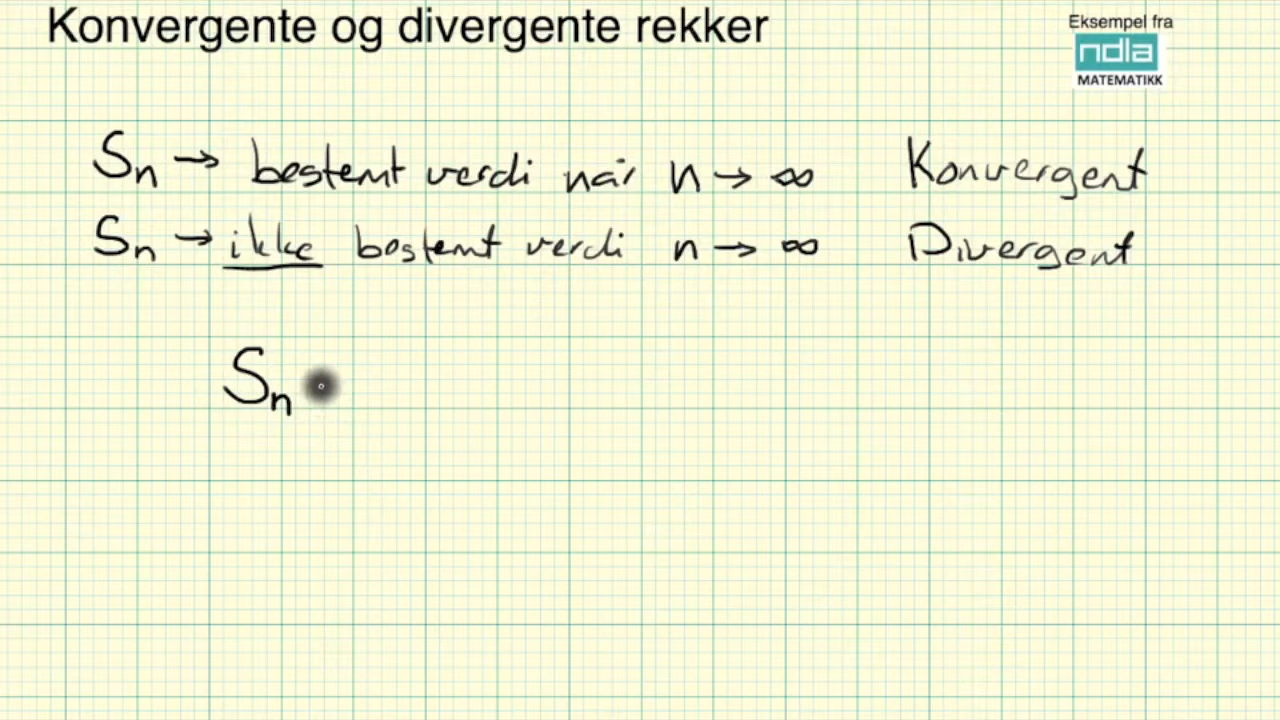 Konvergente og divergente rekker
Eksempel fra
ndla
MATEMATIKK
Sn → bestemt verdi når n → ∞ Konvergent
Sn → ikke bestemt verdi n → ∞ Divergent
Sn